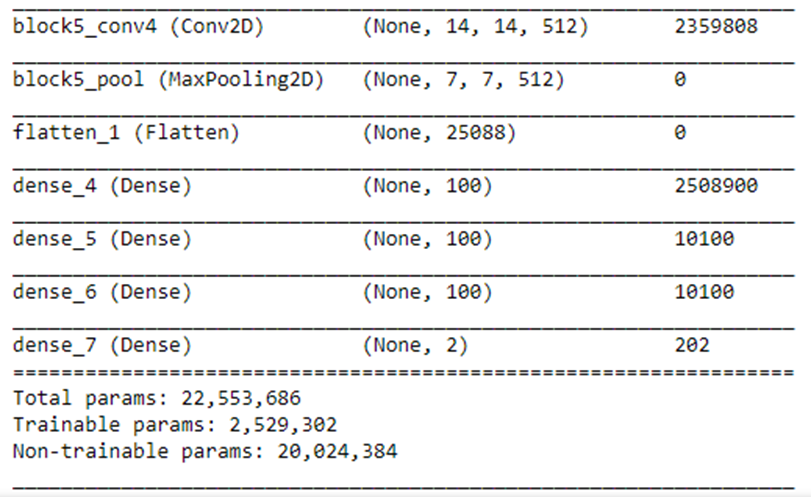 block5_conv4 (Conv2D) (None, 14, 14, 512) 2359808
block5_pool (MaxPooling2D) (None, 7, 7, 512) 0
flatten_1 (Flatten) (None, 25088) 0
dense_4 (Dense) (None, 100) 2508900
dense_5 (Dense) (None, 100) 10100
dense_6 (Dense) (None, 100) 10100
dense_7 (Dense) (None, 2) 202
Total params: 22,553,686
Trainable params: 2,529,302
Non-trainable params: 20,024,384